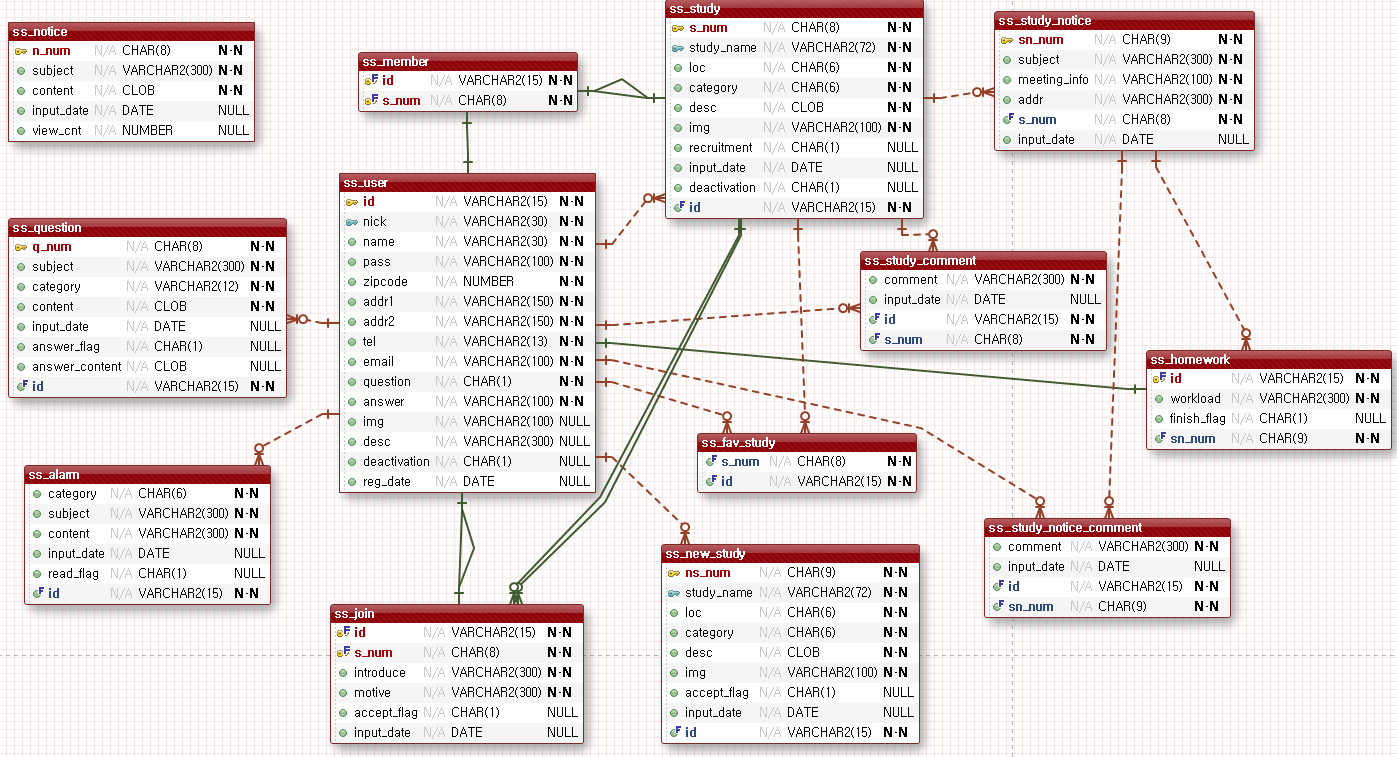 ss_notice
n_num N/A CHAR(8) N-N
subject N/A VARCHAR2(300) N-N
content N/A CLOB N-N
input_date N/A DATE NULL
view_cnt N/A NUMBER NULL
ss_member
id N/A VARCHAR2(15) N-N
s_num N/A CHAR(8) N-N
ss_study
s_num N/A CHAR(8) N-N
study_name N/A VARCHAR2(72) N-N
loc N/A CHAR(6) N-N
category N/A CHAR(6) N-N
desc N/A CLOB N-N
img N/A VARCHAR2(100) N-N
recruitment N/A CHAR(1) NULL
input_date N/A DATE NULL
deactivation N/A CHAR(1) NULL
id N/A VARCHAR2(15) N-N
ss_study_notice
sn_num N/A CHAR(9) N-N
subject N/A VARCHAR2(300) N-N
meeting_info N/A VARCHAR2(100) N-N
addr N/A VARCHAR2(300) N-N
s_num N/A CHAR(8) N-N
input_date N/A DATE NULL
ss_user
id N/A VARCHAR2(15) N-N
nick N/A VARCHAR2(30) N-N
name N/A VARCHAR2(30) N-N
pass N/A VARCHAR2(100) N-N
zipcode N/A NUMBER N-N
addr1 N/A VARCHAR2(150) N-N
addr2 N/A VARCHAR2(150) N-N
tel N/A VARCHAR2(13) N-N
email N/A VARCHAR2(100) N-N
question N/A CHAR(1) N-N
answer N/A VARCHAR2(100) N-N
img N/A VARCHAR2(100) NULL
desc N/A VARCHAR2(300) NULL
deactivation N/A CHAR(1) NULL
reg_date N/A DATE NULL
ss_question
q_num N/A CHAR(8) N-N
subject N/A VARCHAR2(300) N-N
category N/A VARCHAR2(12) N-N
content N/A CLOB N-N
input_date N/A DATE NULL
answer_flag N/A CHAR(1) NULL
answer_content N/A CLOB NULL
id N/A VARCHAR2(15) N-N
ss_study_comment
comment N/A VARCHAR2(300) N-N
input_date N/A DATE NULL
id N/A VARCHAR2(15) N-N
s_num N/A CHAR(8) N-N
ss_homework
id N/A VARCHAR2(15) N-N
workload N/A VARCHAR2(300) N-N
finish_flag N/A CHAR(1) NULL
sn_num N/A CHAR(9) N-N
ss_fav_study
s_num N/A CHAR(8) N-N
id N/A VARCHAR2(15) N-N
ss_alarm
category N/A CHAR(6) N-N
subject N/A VARCHAR2(300) N-N
content N/A VARCHAR2(300) N-N
input_date N/A DATE NULL
read_flag N/A CHAR(1) NULL
id N/A VARCHAR2(15) N-N
ss_study_notice_comment
comment N/A VARCHAR2(300) N-N
input_date N/A DATE NULL
id N/A VARCHAR2(15) N-N
sn_num N/A CHAR(9) N-N
ss_new_study
ns_num N/A CHAR(9) N-N
study_name N/A VARCHAR2(72) N-N
loc N/A CHAR(6) N-N
category N/A CHAR(6) N-N
desc N/A CLOB N-N
img N/A VARCHAR2(100) N-N
accept_flag N/A CHAR(1) NULL
input_date N/A DATE NULL
id N/A VARCHAR2(15) N-N
ss_join
id N/A VARCHAR2(15) N-N
s_num N/A CHAR(8) N-N
introduce N/A VARCHAR2(300) N-N
motive N/A VARCHAR2(300) N-N
accept_flag N/A CHAR(1) NULL
input_date N/A DATE NULL